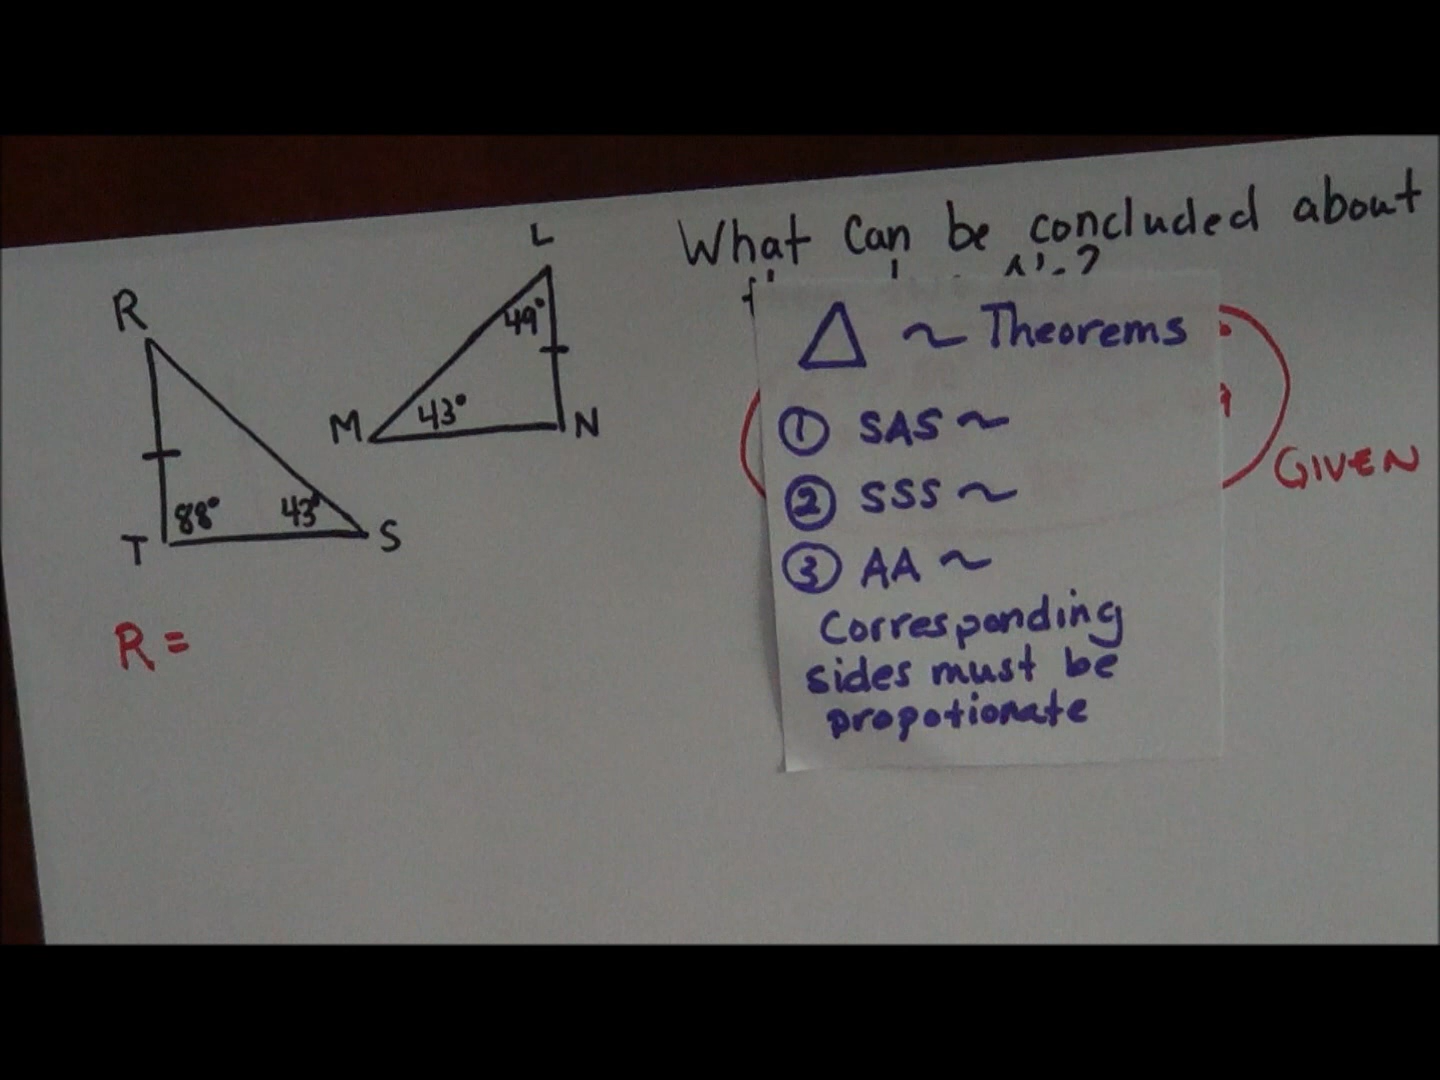 What can be concluded about
L
49°
R
M
43°
N
T
88°
43°
S
R =
△ ~ Theorems
① SAS ~
② SSS ~
③ AA ~
Corresponding
sides must be
propotionate
GIVEN